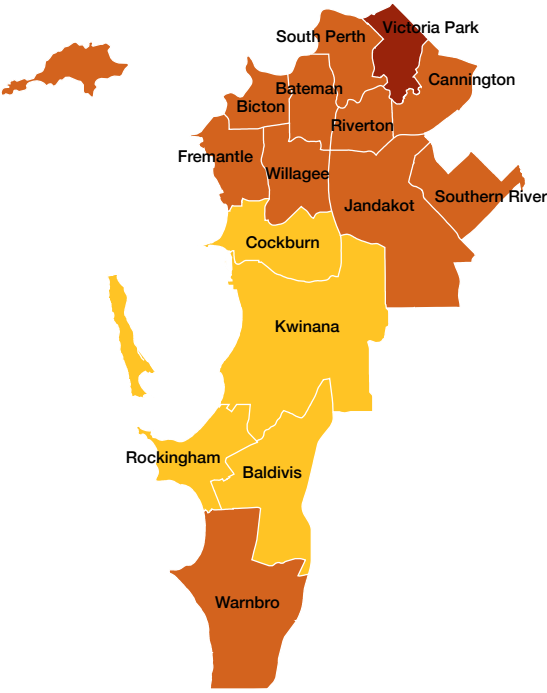 Victoria Park
South Perth
Cannington
Bateman
Bicton
Riverton
Fremantle
Willagee
Southern River
Jandakot
Cockburn
Kwinana
Rockingham
Baldivis
Warnbro